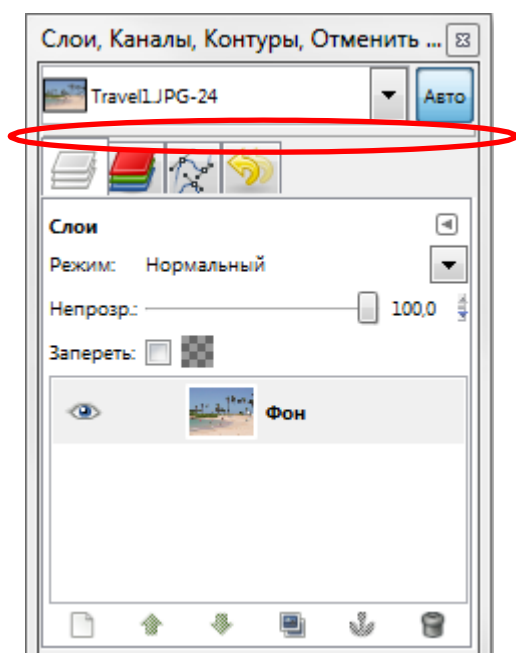 Слои, Каналы, Контуры, Отменить ...
Travel1.JPG-24
Авто
Слои
Режим: Нормальный
Непрозр.: 100,0
Запереть:
Фон